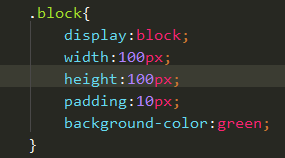 .block{
    display:block;
    width:100px;
    height:100px;
    padding:10px;
    background-color:green;
}